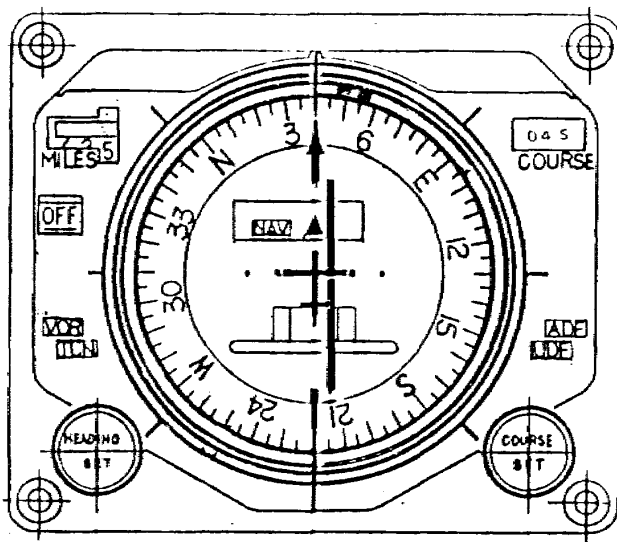 3
6
E
12
15
S
21
24
W
30
33
N
MILES
04S
COURSE
OFF
NAV
VOR
TCN
ADF
UDF
HEADING
SET
COURSE
SET